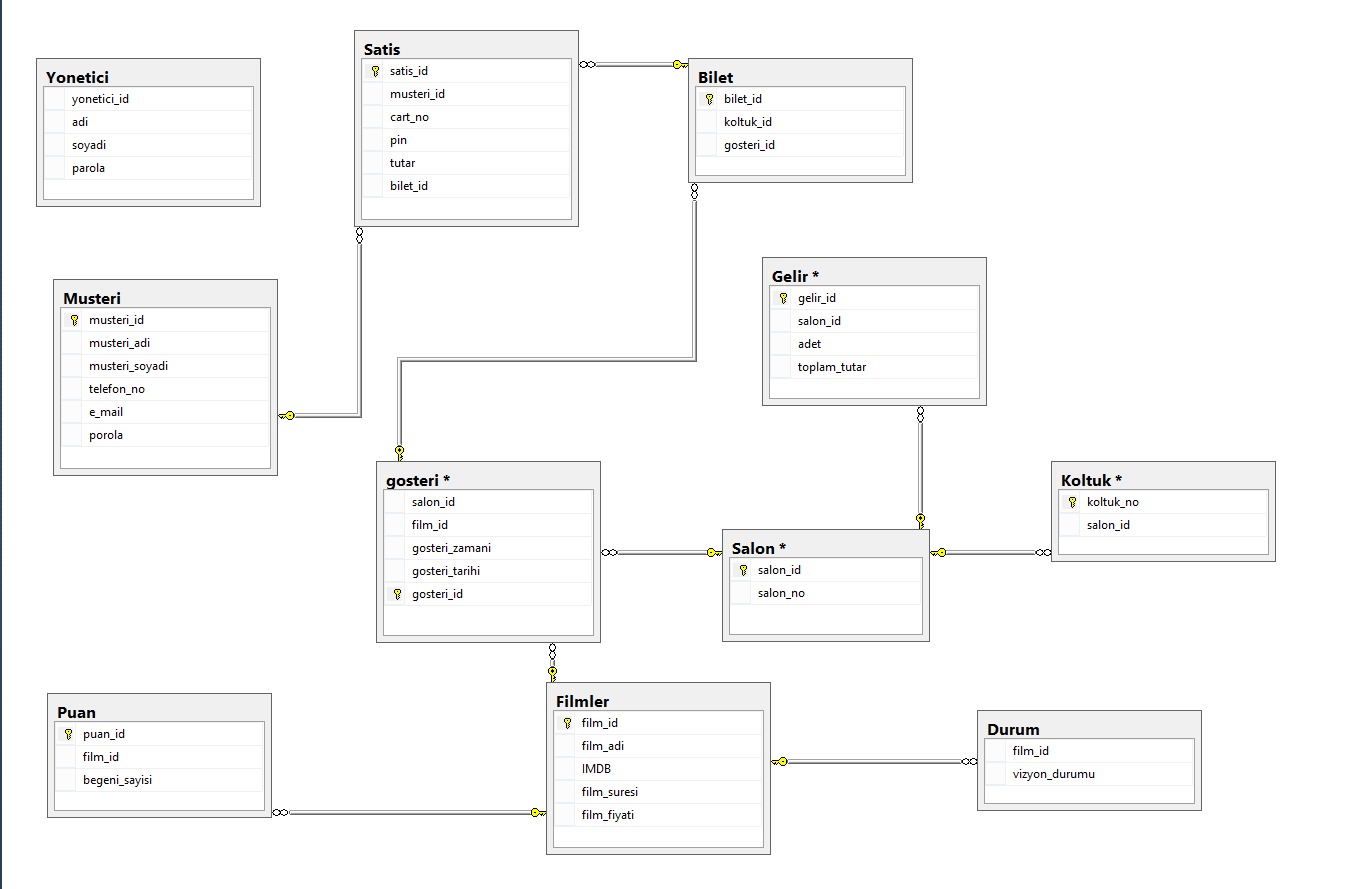 Yonetici
yonetici_id
adi
soyadi
parola
Satis
satis_id
musteri_id
cart_no
pin
tutar
bilet_id
Bilet
bilet_id
koltuk_id
gosteri_id
Musteri
musteri_id
musteri_adi
musteri_soyadi
telefon_no
e_mail
porola
Gelir *
gelir_id
salon_id
adet
toplam_tutar
gosteri *
salon_id
film_id
gosteri_zamani
gosteri_tarihi
gosteri_id
Salon *
salon_id
salon_no
Koltuk *
koltuk_no
salon_id
Puan
puan_id
film_id
begeni_sayisi
Filmler
film_id
film_adi
IMDB
film_suresi
film_fiyati
Durum
film_id
vizyon_durumu